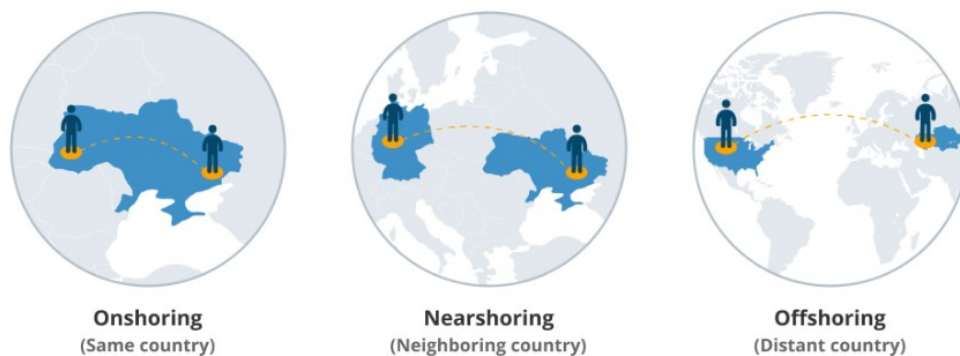 Onshoring
(Same country)
Nearshoring
(Neighboring country)
Offshoring
(Distant country)